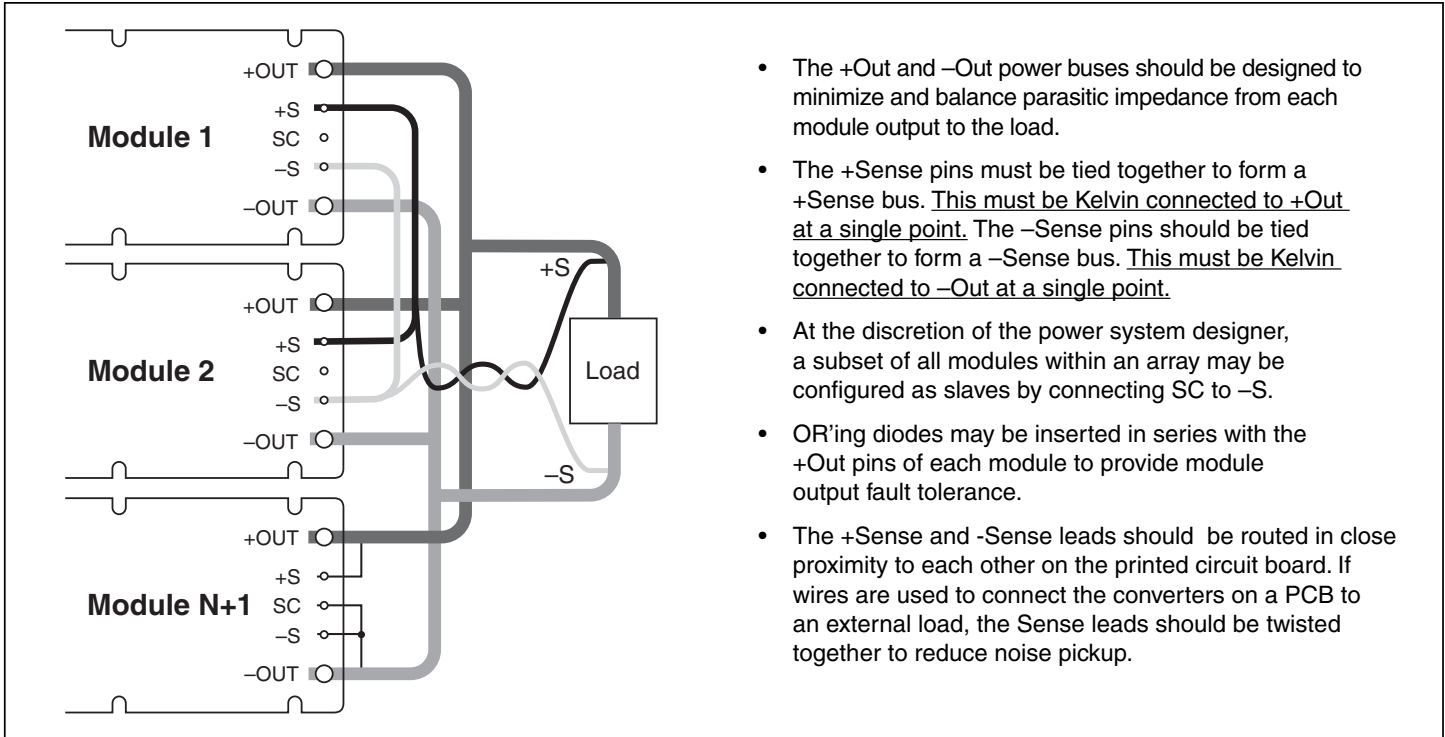 +OUT
+S
Module 1
SC
–S
–OUT
+OUT
+S
Module 2
SC
–S
–OUT
+OUT
+S
Module N+1
SC
–S
–OUT
+S
Load
–S
• The +Out and –Out power buses should be designed to
minimize and balance parasitic impedance from each
module output to the load.
• The +Sense pins must be tied together to form a
+Sense bus. This must be Kelvin connected to +Out
at a single point. The –Sense pins should be tied
together to form a –Sense bus. This must be Kelvin
connected to –Out at a single point.
• At the discretion of the power system designer,
a subset of all modules within an array may be
configured as slaves by connecting SC to –S.
• OR'ing diodes may be inserted in series with the
+Out pins of each module to provide module
output fault tolerance.
• The +Sense and -Sense leads should  be routed in close
proximity to each other on the printed circuit board. If
wires are used to connect the converters on a PCB to
an external load, the Sense leads should be twisted
together to reduce noise pickup.